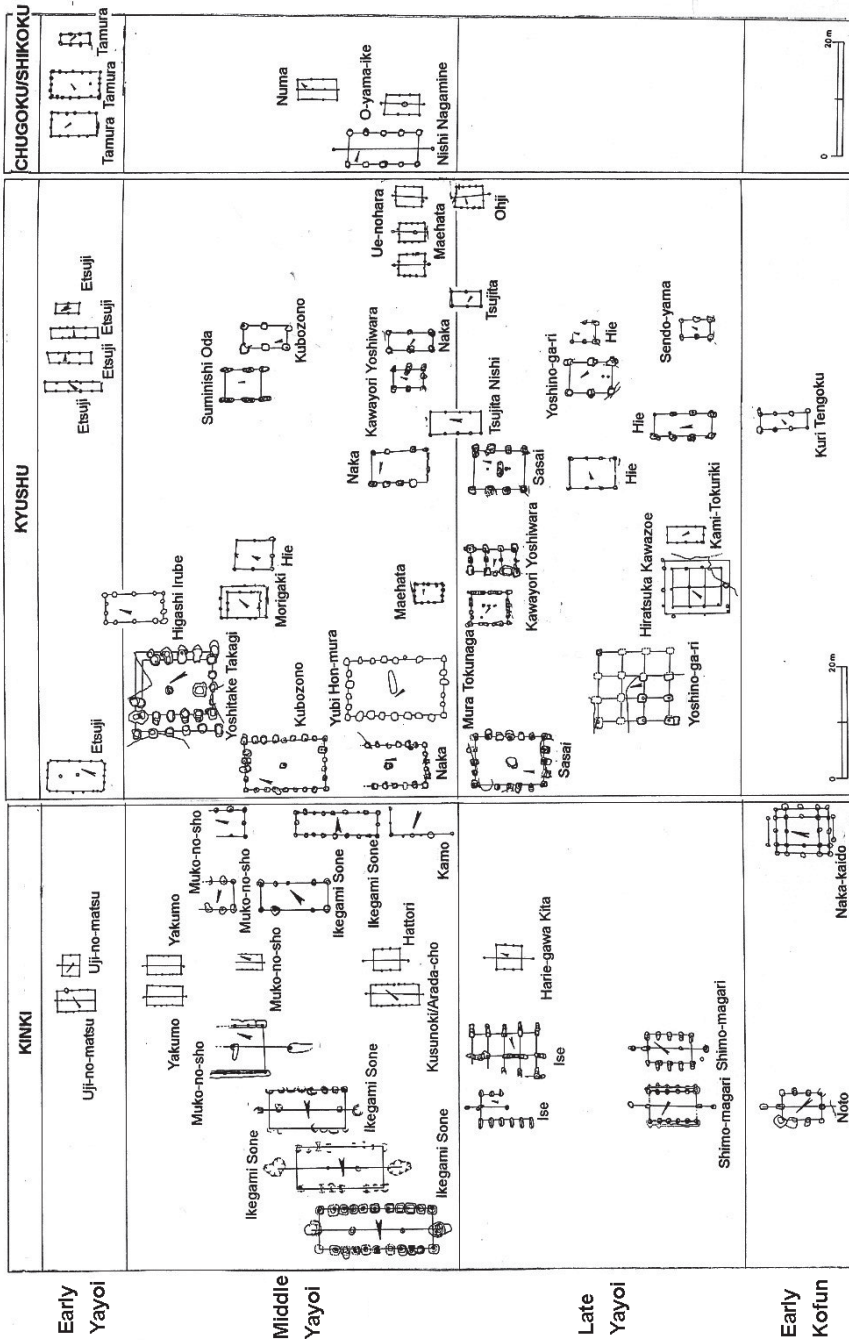 KINKI
KYUSHU
CHUGOKU/SHIKOKU
Early
Yayoi
Uji-no-matsu
Uji-no-matsu
Etsuji
Higashi Irube
Etsuji
Etsuji
Etsuji
Etsuji
Tamura
Tamura
Tamura
Middle
Yayoi
Yakumo
Yakumo
Muko-no-sho
Muko-no-sho
Muko-no-sho
Muko-no-sho
Ikegami Sone
Ikegami Sone
Ikegami Sone
Ikegami Sone
Ikegami Sone
Kusunoki/Arada-cho
Hattori
Kamo
Yoshitake Takagi
Kubozono
Morigaki
Hie
Suminishi Oda
Kubozono
Yubi Hon-mura
Naka
Maehata
Naka
Kawayori Yoshiwara
Naka
Tsujita Nishi
Ue-nohara
Maehata
Numa
O-yama-ike
Nishi Nagamine
Late
Yayoi
Ise
Ise
Harie-gawa Kita
Shimo-magari
Shimo-magari
Mura Tokunaga
Sasai
Kawayori Yoshiwara
Sasai
Tsujita
Ohji
Yoshino-ga-ri
Hiratsuka Kawazoe
Kami-Tokuriki
Hie
Hie
Yoshino-ga-ri
Hie
Sendo-yama
Early
Kofun
Noto
Naka-kaido
Kuri Tengoku
0
20 m
0
20m